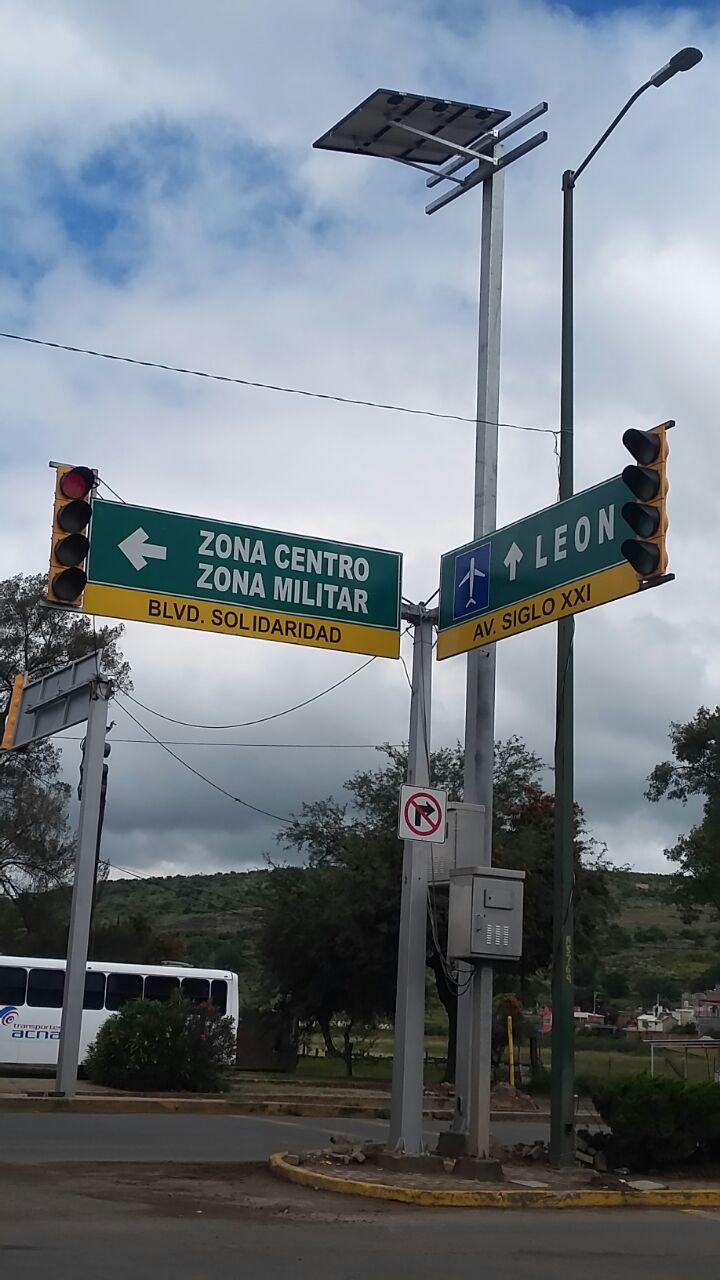 ZONA CENTRO
ZONA MILITAR
BLVD. SOLIDARIDAD
LEON
AV. SIGLO XXI
transportes
acna